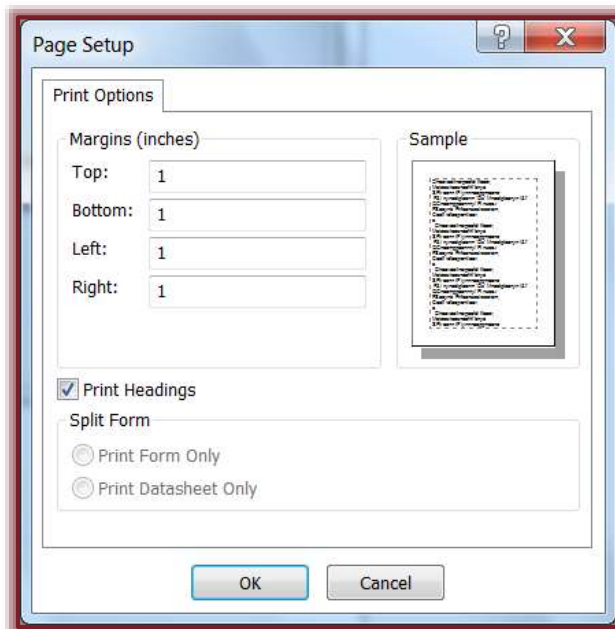 Page Setup
Print Options
Margins (inches)
Top: 1
Bottom: 1
Left: 1
Right: 1
Sample
Print Headings
Split Form
Print Form Only
Print Datasheet Only
OK
Cancel